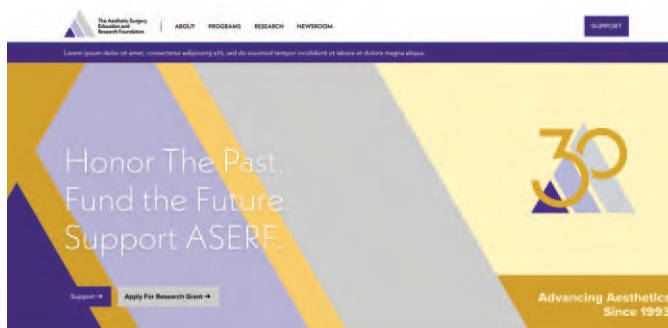 The Aesthetic Surgery
Education and
Research Foundation
ABOUT PROGRAMS RESEARCH NEWSROOM
SUPPORT
Lorem ipsum dolor sit amet, consectetur adipiscing elit, sed do eiusmod tempor incididunt ut labore et dolore magna aliqua.
Honor The Past.
Fund the Future.
Support ASERF.
30
Support →
Apply For Research Grant →
Advancing Aesthetics
Since 1993